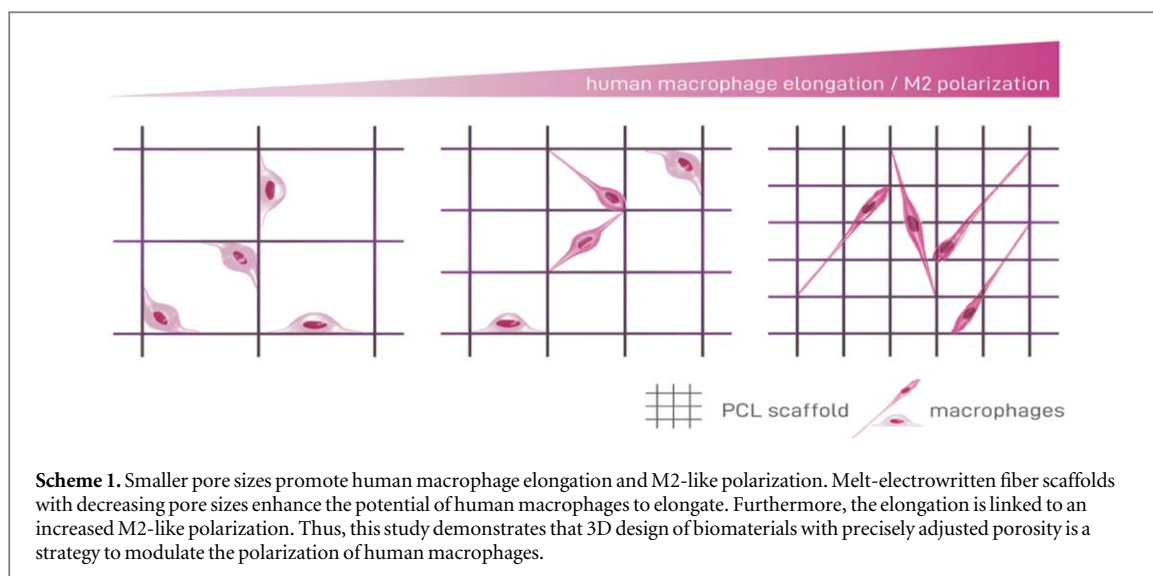 human macrophage elongation / M2 polarization
PCL scaffold
macrophages
Scheme 1. Smaller pore sizes promote human macrophage elongation and M2-like polarization. Melt-electrowritten fiber scaffolds
with decreasing pore sizes enhance the potential of human macrophages to elongate. Furthermore, the elongation is linked to an
increased M2-like polarization. Thus, this study demonstrates that 3D design of biomaterials with precisely adjusted porosity is a
strategy to modulate the polarization of human macrophages.